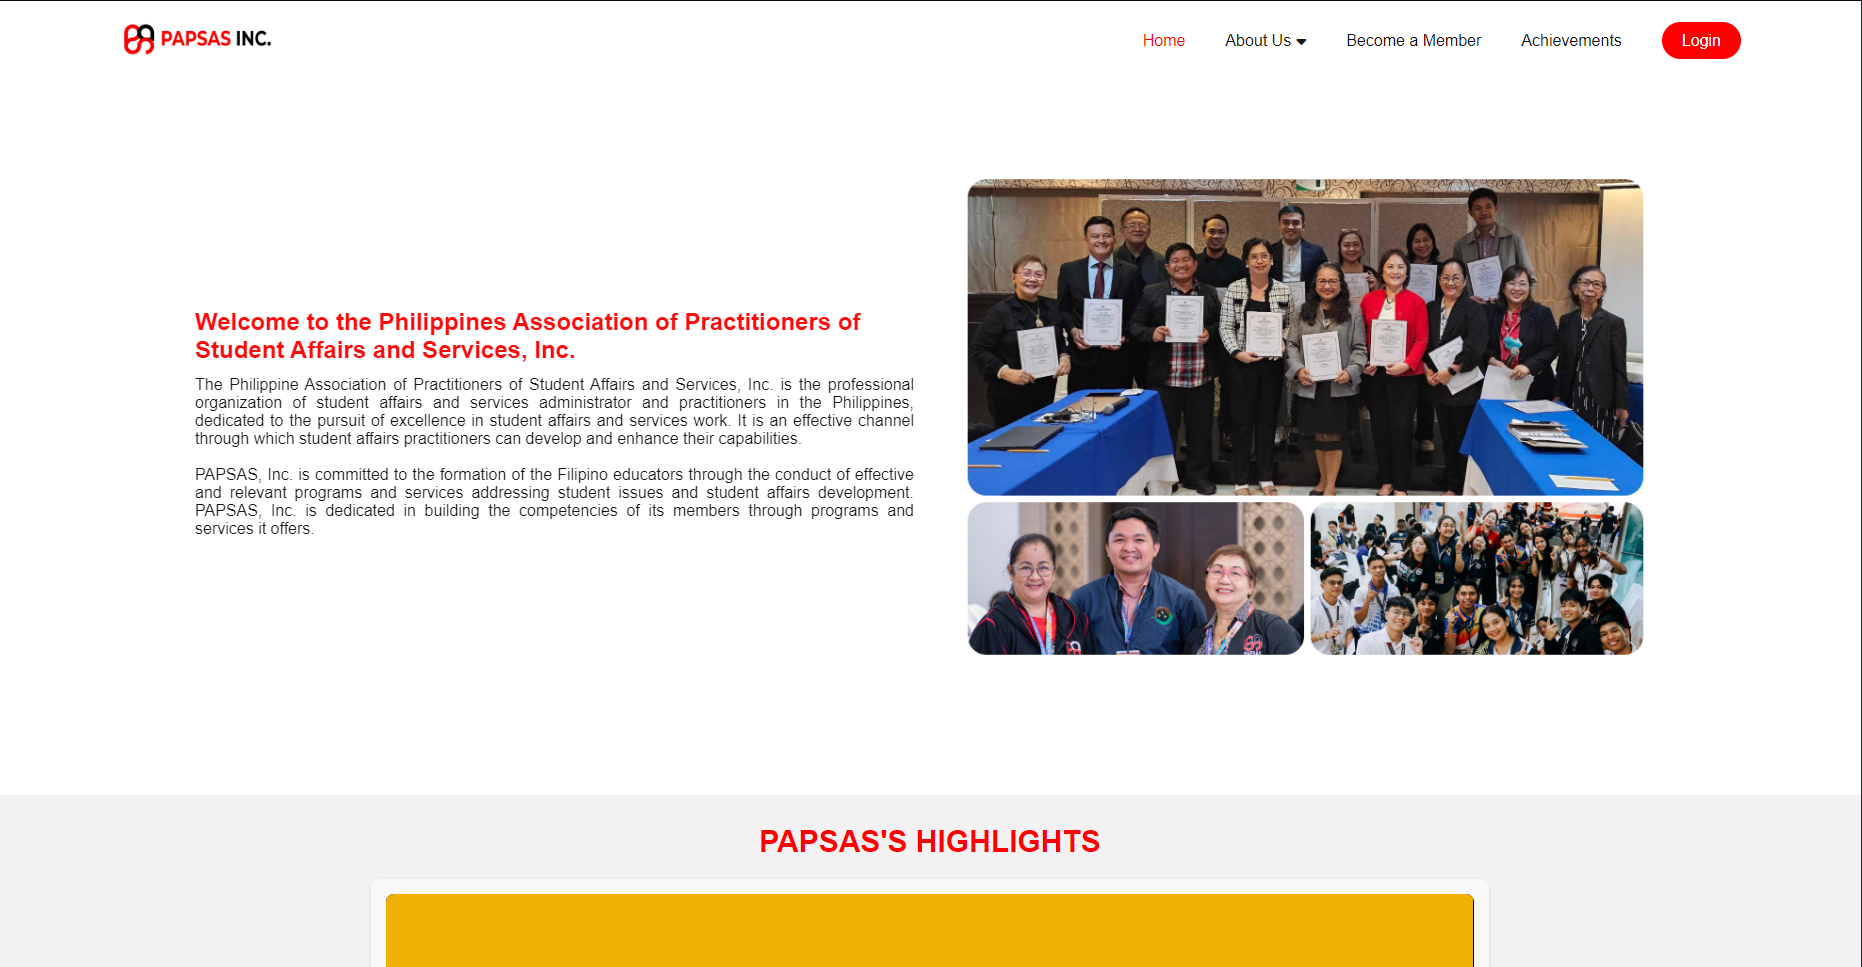 PAPSAS INC.
Home
About Us
Become a Member
Achievements
Login
Welcome to the Philippines Association of Practitioners of
Student Affairs and Services, Inc.
The Philippine Association of Practitioners of Student Affairs and Services, Inc. is the professional
organization of student affairs and services administrator and practitioners in the Philippines,
dedicated to the pursuit of excellence in student affairs and services work. It is an effective channel
through which student affairs practitioners can develop and enhance their capabilities.
PAPSAS, Inc. is committed to the formation of the Filipino educators through the conduct of effective
and relevant programs and services addressing student issues and student affairs development.
PAPSAS, Inc. is dedicated in building the competencies of its members through programs and
services it offers.
PAPSAS
PAPSAS'S HIGHLIGHTS